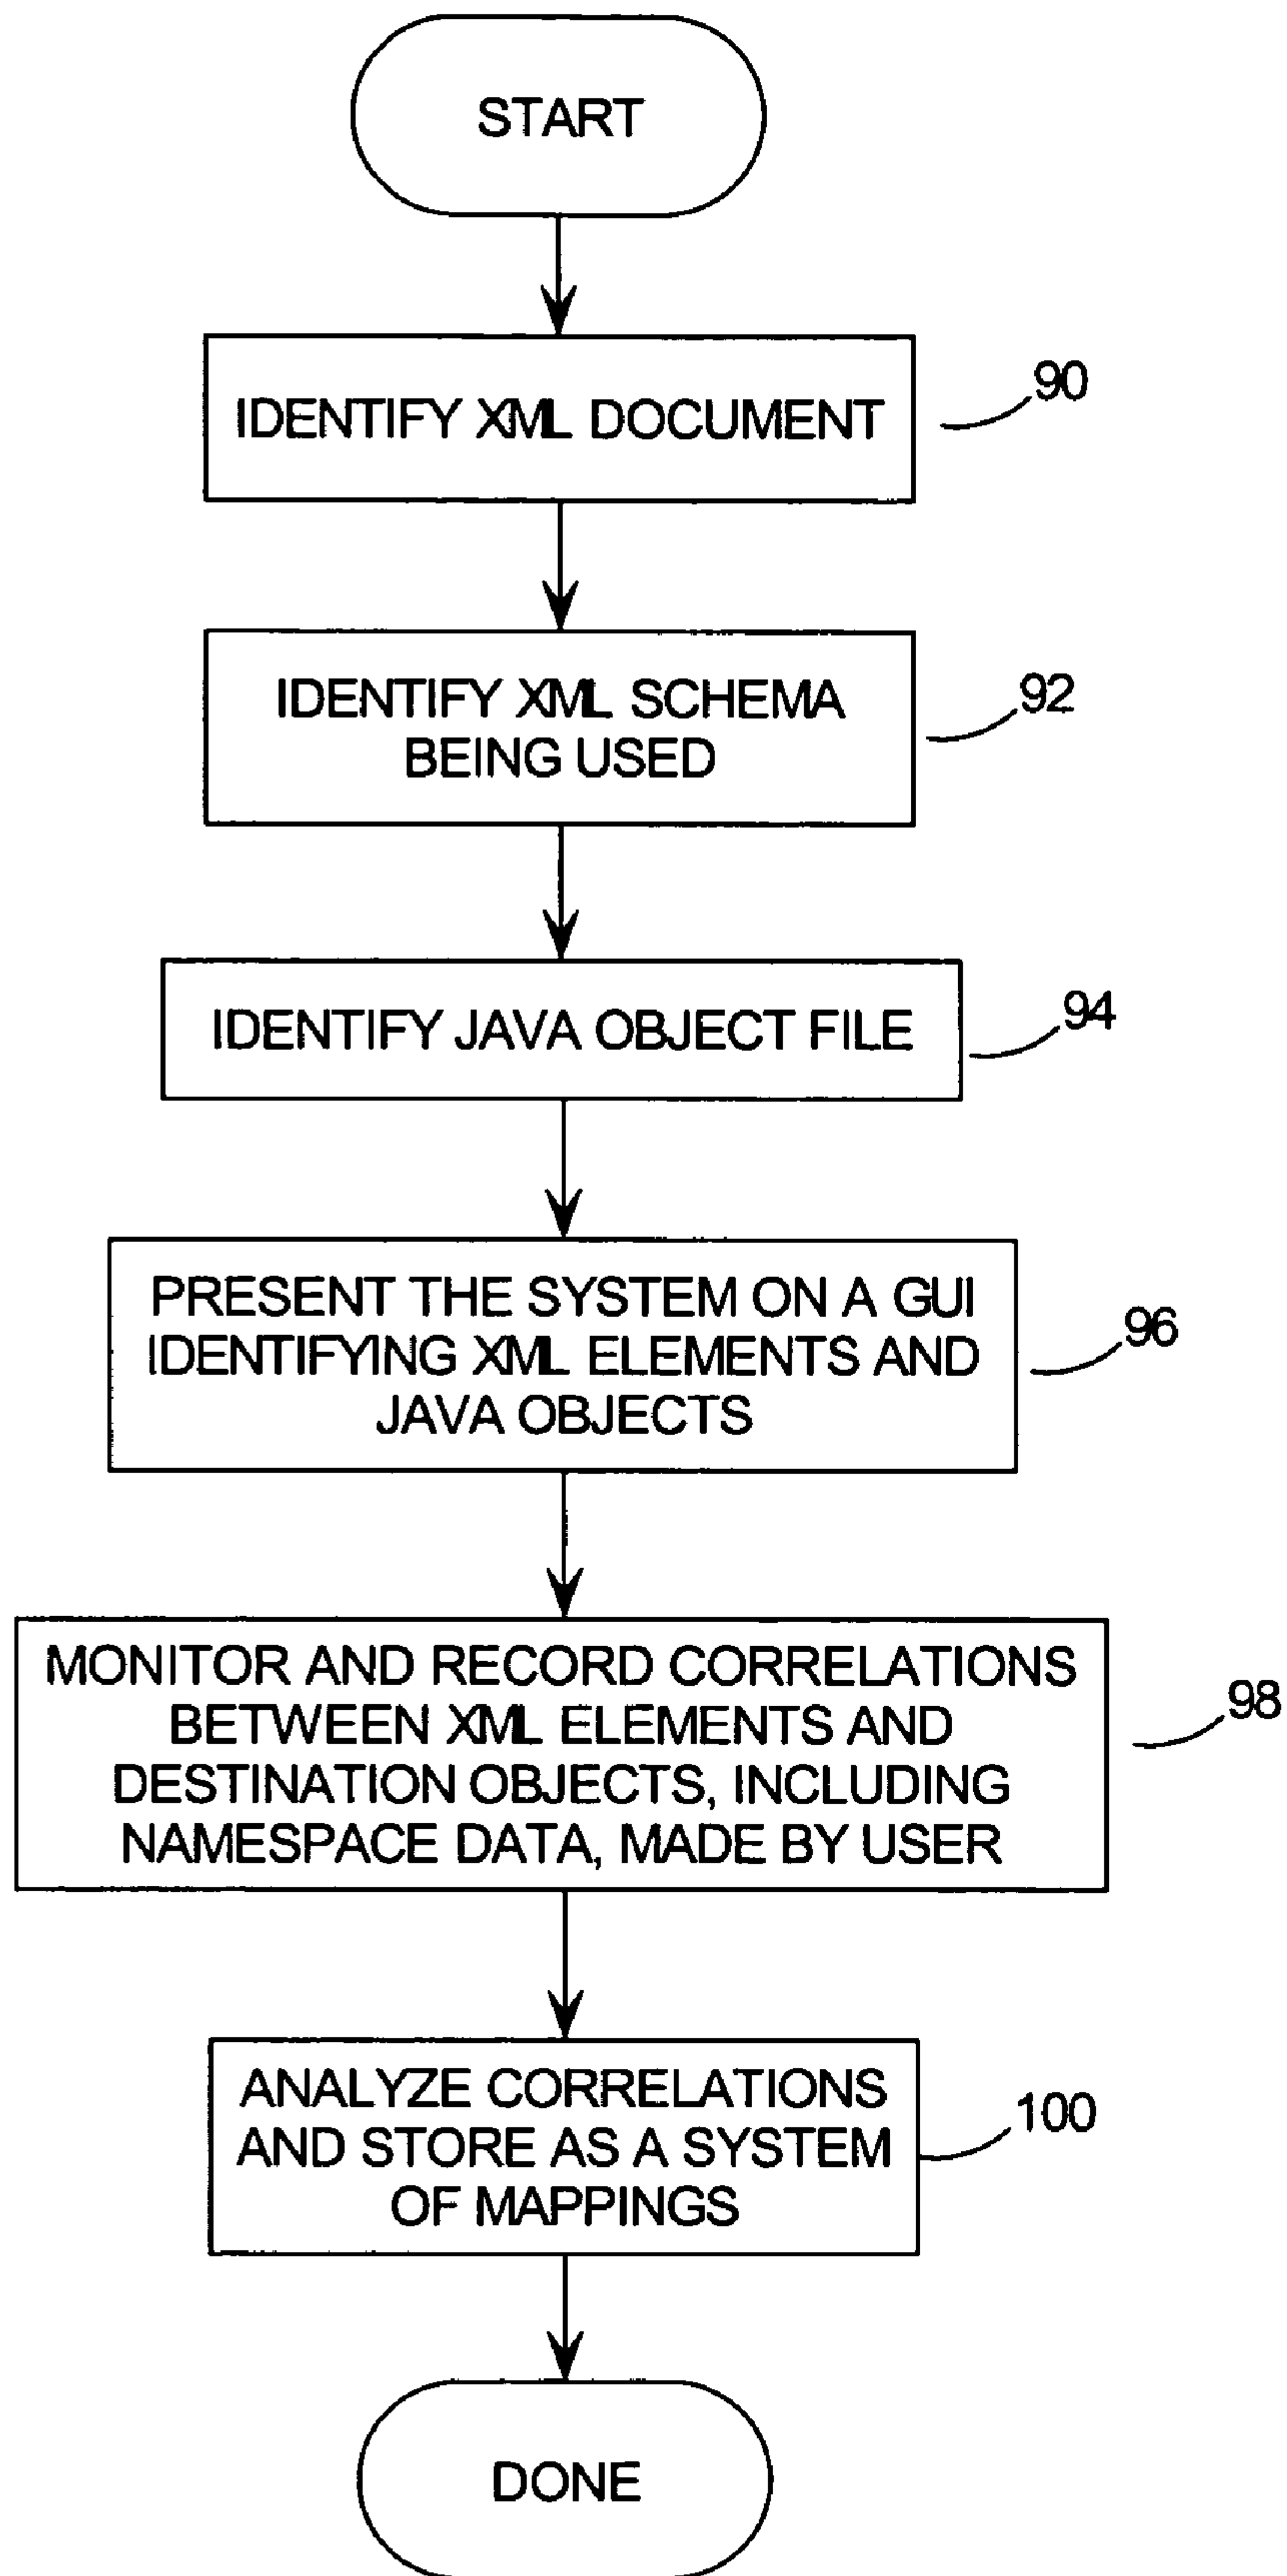 START
IDENTIFY XML DOCUMENT
90
IDENTIFY XML SCHEMA
BEING USED
92
IDENTIFY JAVA OBJECT FILE
94
PRESENT THE SYSTEM ON A GUI
IDENTIFYING XML ELEMENTS AND
JAVA OBJECTS
96
MONITOR AND RECORD CORRELATIONS
BETWEEN XML ELEMENTS AND
DESTINATION OBJECTS, INCLUDING
NAMESPACE DATA, MADE BY USER
98
ANALYZE CORRELATIONS
AND STORE AS A SYSTEM
OF MAPPINGS
100
DONE